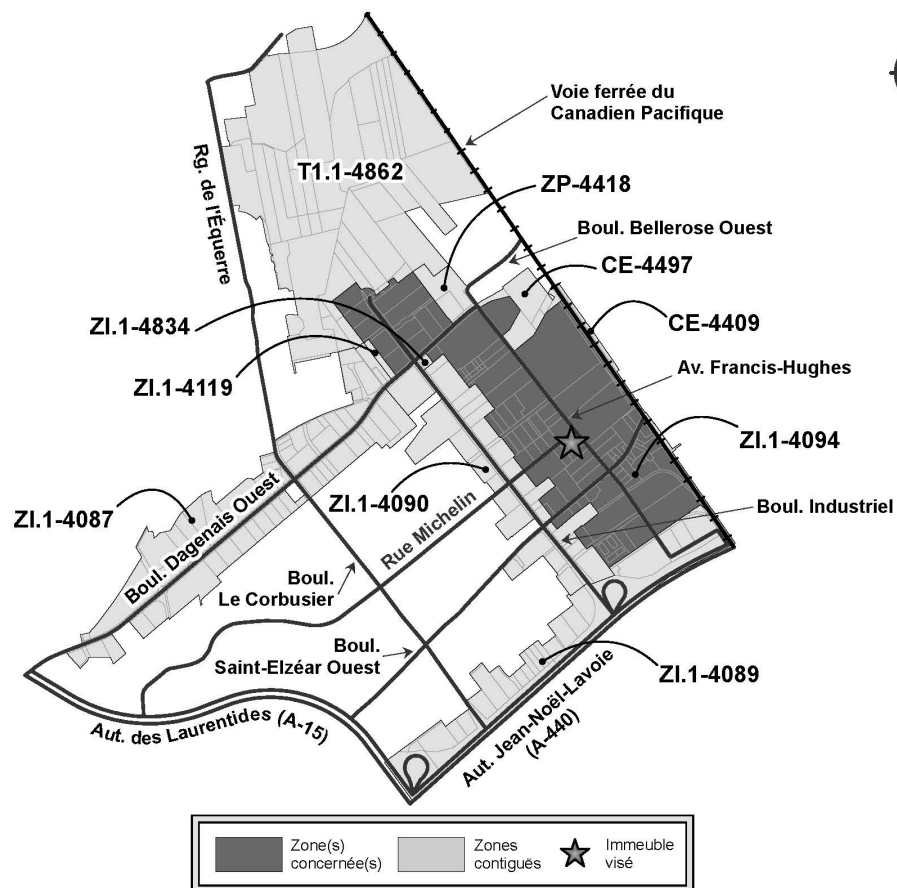 Voie ferrée du
Canadien Pacifique
Rg. de l'Équerre
T1.1-4862
ZP-4418
Boul. Bellerose Ouest
CE-4497
ZI.1-4834
CE-4409
ZI.1-4119
Av. Francis-Hughes
ZI.1-4094
ZI.1-4090
ZI.1-4087
Boul. Dagenais Ouest
Rue Michelin
Boul. Industriel
Boul.
Le Corbusier
Boul.
Saint-Elzéar Ouest
ZI.1-4089
Aut. des Laurentides (A-15)
Aut. Jean-Noël-Lavoie
(A-440)
Zone(s)
concernée(s)
Zones
contiguës
Immeuble
visé